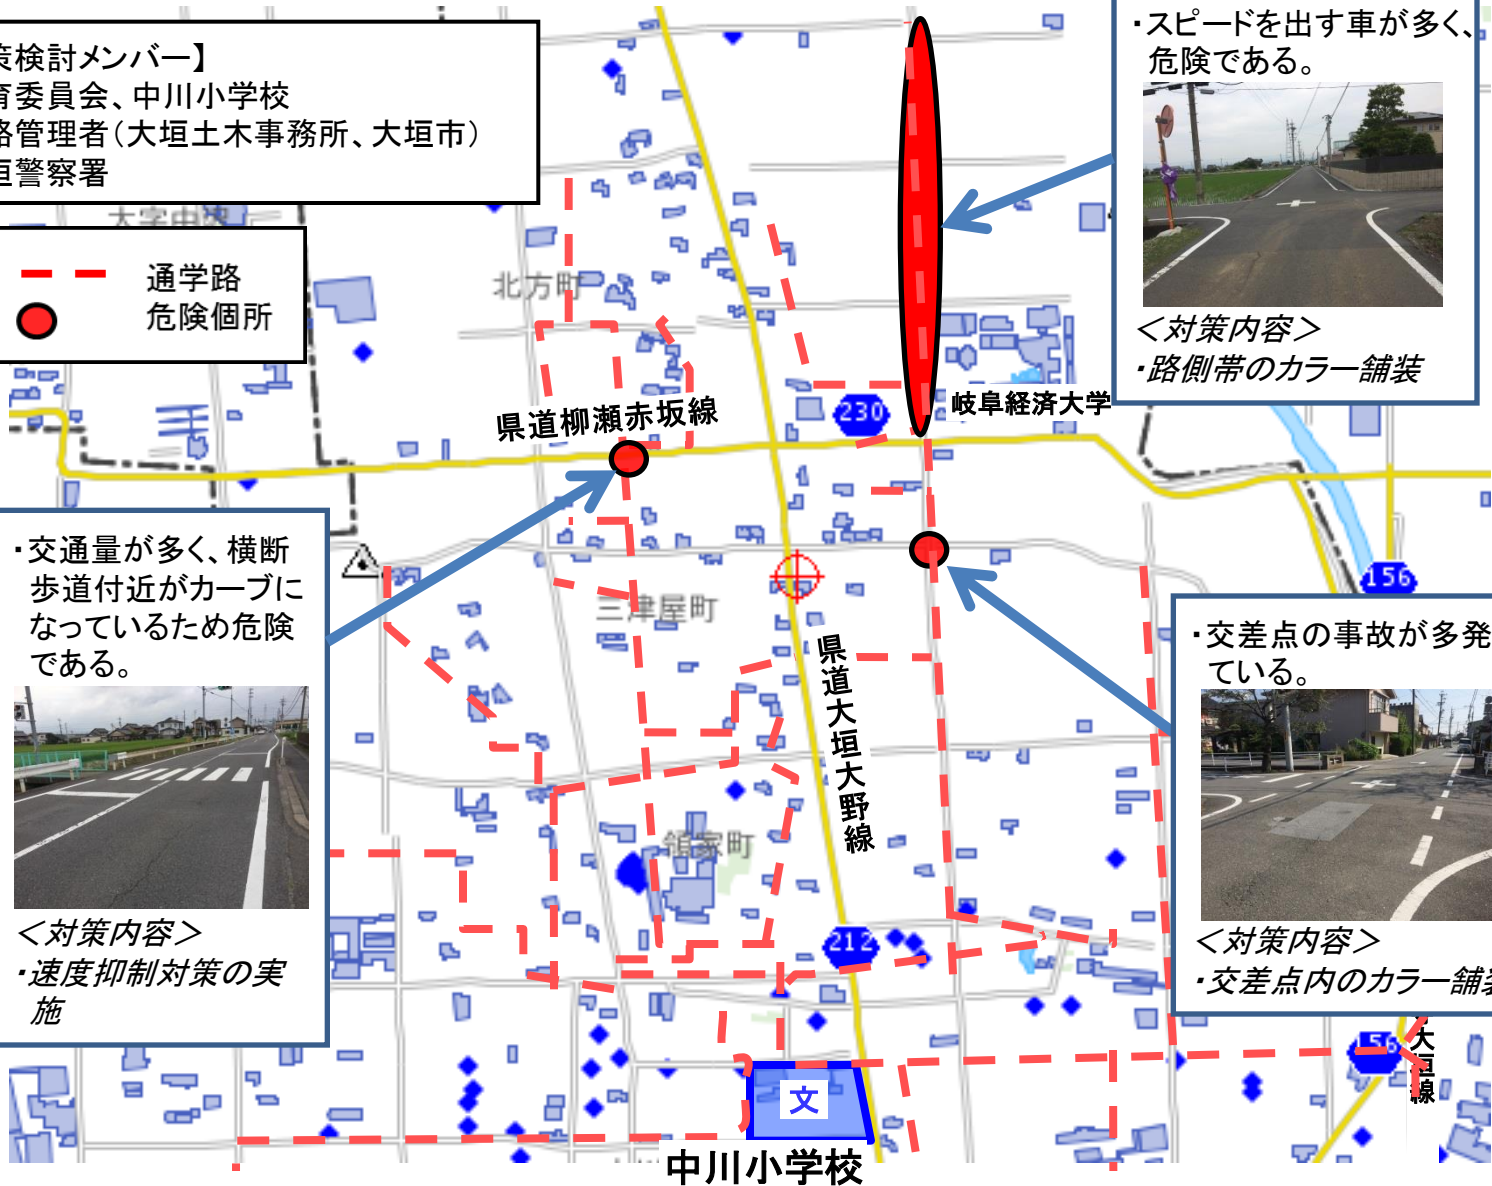 策検討メンバー】
育委員会、中川小学校
路管理者（大垣土木事務所、大垣市）
垣警察署
通学路
危険個所
・スピードを出す車が多く、
危険である。
＜対策内容＞
・路側帯のカラー舗装
北方町
県道柳瀬赤坂線
230
岐阜経済大学
・交通量が多く、横断
歩道付近がカーブに
なっているため危険
である。
＜対策内容＞
・速度抑制対策の実
施
三津屋町
県道大垣大野線
156
・交差点の事故が多発
ている。
＜対策内容＞
・交差点内のカラー舗装
領家町
212
156
大垣線
文
中川小学校